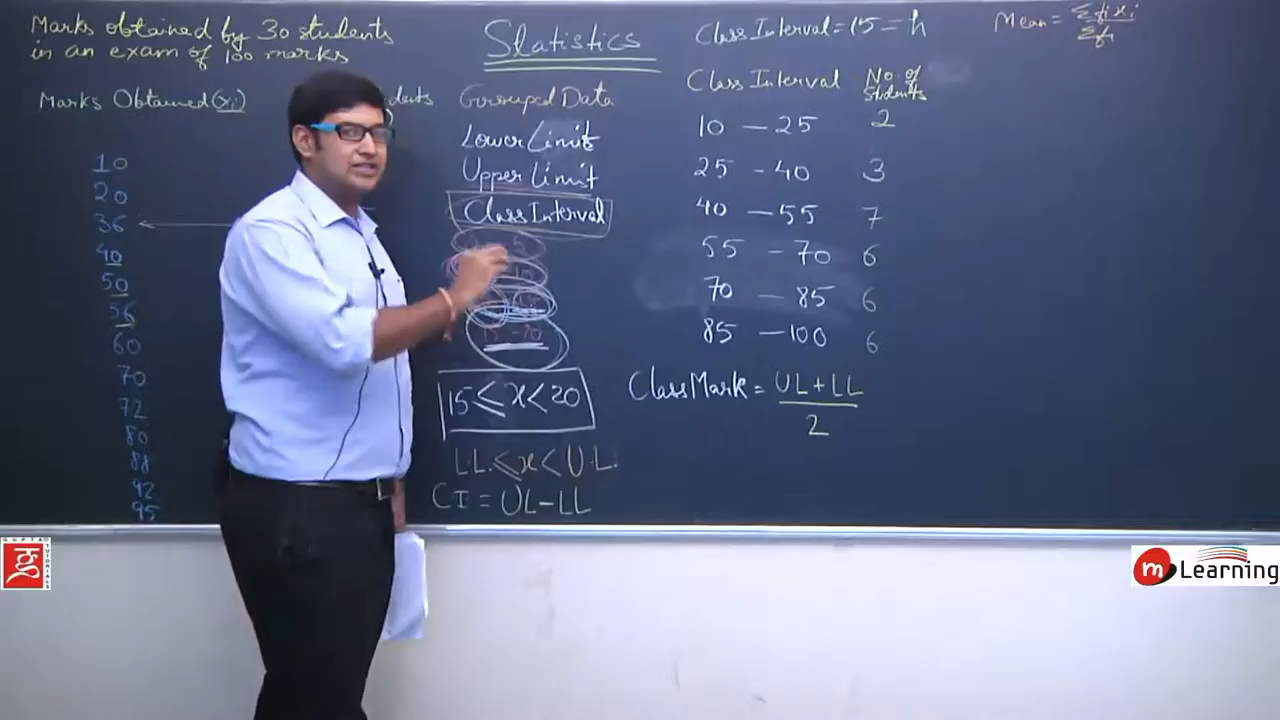 Marks obtained by 30 students
in an exam of 100 marks
Marks Obtained (xi)
10
20
36
40
50
56
60
70
72
80
88
92
95
Statistics
Grouped Data
Lower Limit
Upper Limit
Class Interval
15 ≤ x < 20
L.L. ≤ x < U.L.
CI = UL - LL
Class Interval = 15 = h
Class Interval No. of Students
10 - 25 2
25 - 40 3
40 - 55 7
55 - 70 6
70 - 85 6
85 - 100 6
Class Mark = UL + LL
2
Mean = Σfixi
Σfi
GUPTA TUTORIALS
m Learning